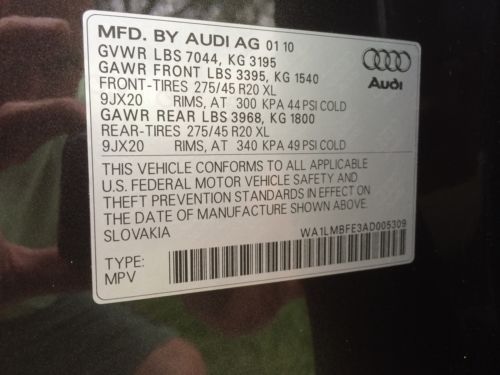 MFD. BY AUDI AG 01 10
GVWR LBS 7044, KG 3195
GAWR FRONT LBS 3395, KG 1540
FRONT-TIRES 275/45 R20 XL
9JX20 RIMS, AT 300 KPA 44 PSI COLD
GAWR REAR LBS 3968, KG 1800
REAR-TIRES 275/45 R20 XL
9JX20 RIMS, AT 340 KPA 49 PSI COLD
Audi
THIS VEHICLE CONFORMS TO ALL APPLICABLE
U.S. FEDERAL MOTOR VEHICLE SAFETY AND
THEFT PREVENTION STANDARDS IN EFFECT ON
THE DATE OF MANUFACTURE SHOWN ABOVE.
SLOVAKIA WA1LMBFE3AD005309
TYPE:
MPV